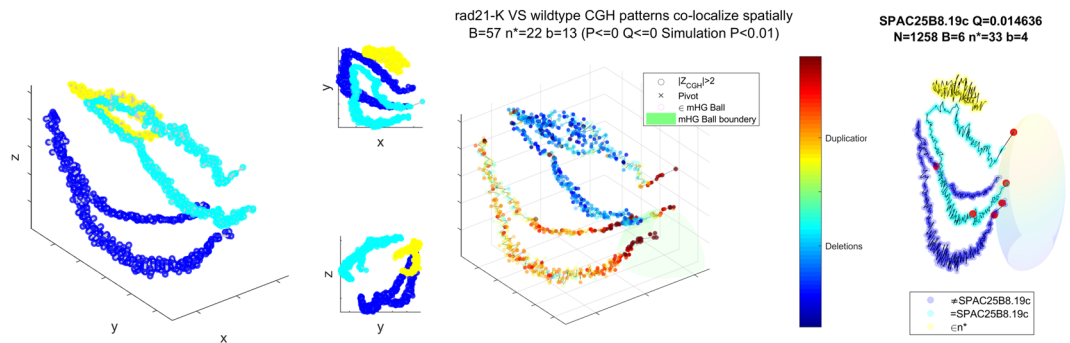 rad21-K VS wildtype CGH patterns co-localize spatially
B=57 n*=22 b=13 (P<=0 Q<=0 Simulation P<0.01)
SPAC25B8.19c Q=0.014636
N=1258 B=6 n*=33 b=4
z
y
x
y
x
z
y
|Z_CGH|>2
Pivot
∈ mHG Ball
mHG Ball boundery
Duplication
Deletions
≠SPAC25B8.19c
=SPAC25B8.19c
∈n*